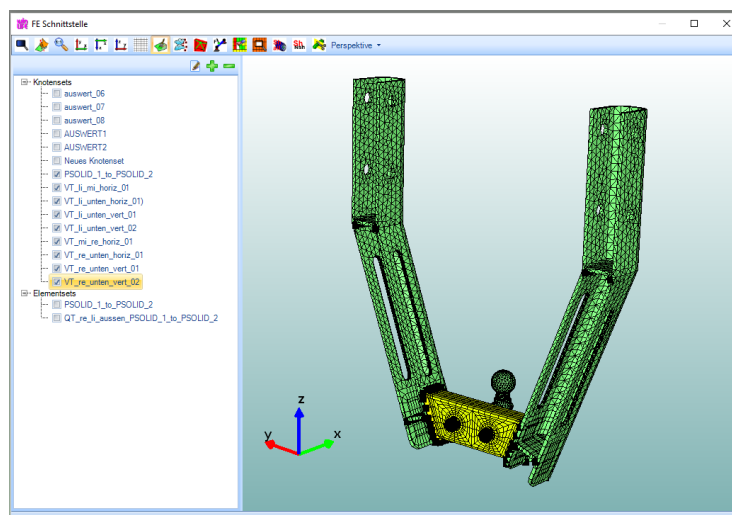 FE Schnittstelle
Perspektive
Knotensets
auswert_06
auswert_07
auswert_08
AUSWERT1
AUSWERT2
Neues Knotenset
PSOLID_1_to_PSOLID_2
VT_li_mi_horiz_01
VT_li_unten_horiz_01)
VT_li_unten_vert_01
VT_li_unten_vert_02
VT_mi_re_horiz_01
VT_re_unten_horiz_01
VT_re_unten_vert_01
VT_re_unten_vert_02
Elementsets
PSOLID_1_to_PSOLID_2
QT_re_li_aussen_PSOLID_1_to_PSOLID_2
z
y
x